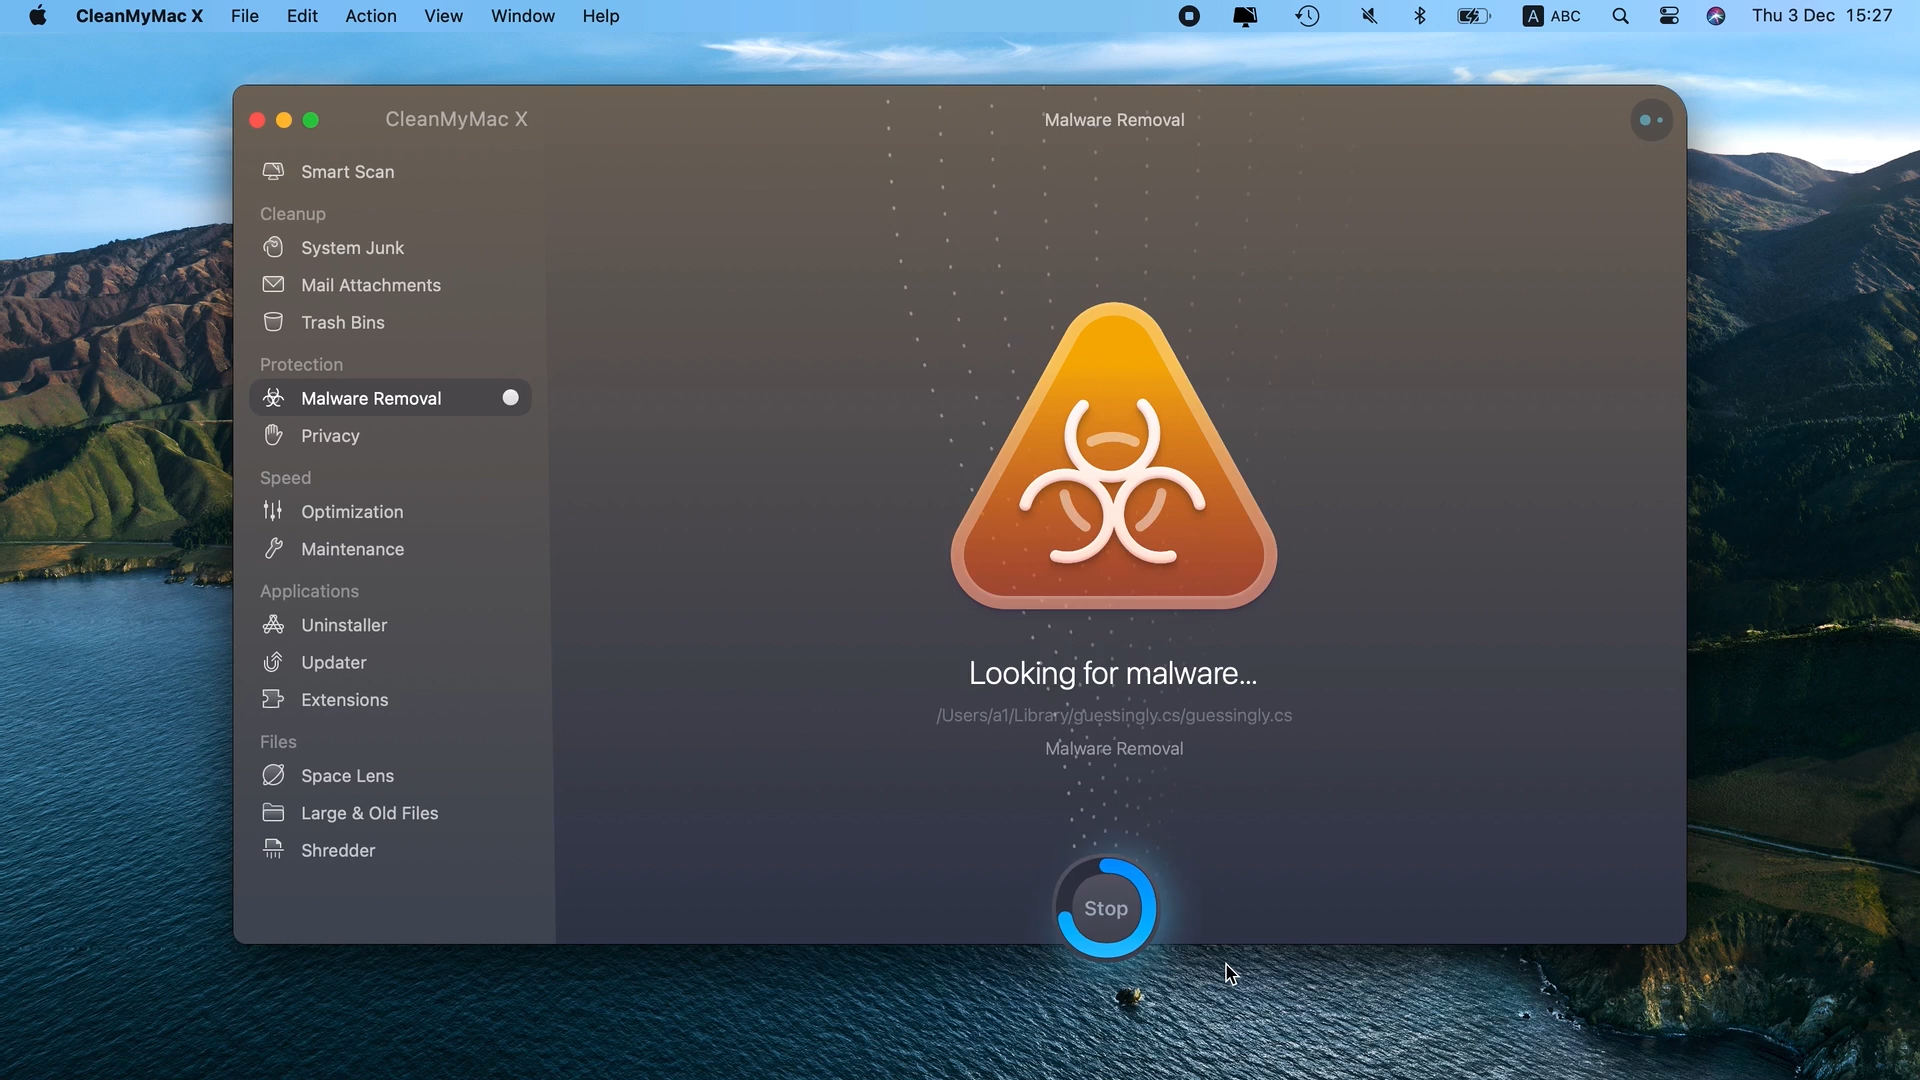 CleanMyMac X File Edit Action View Window Help A ABC Thu 3 Dec 15:27
CleanMyMac X
Malware Removal
Smart Scan
Cleanup
System Junk
Mail Attachments
Trash Bins
Protection
Malware Removal
Privacy
Speed
Optimization
Maintenance
Applications
Uninstaller
Updater
Extensions
Files
Space Lens
Large & Old Files
Shredder
Looking for malware...
/Users/a1/Library/guessingly.cs/guessingly.cs
Malware Removal
Stop